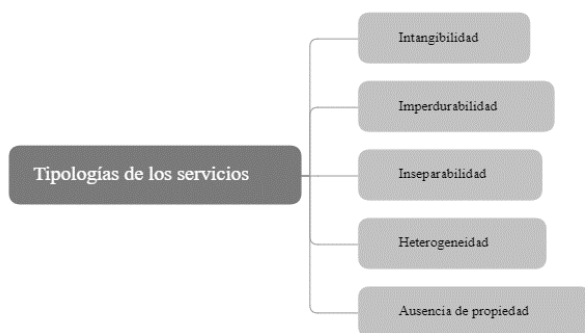 Intangibilidad
Imperdurabilidad
Tipologías de los servicios
Inseparabilidad
Heterogeneidad
Ausencia de propiedad